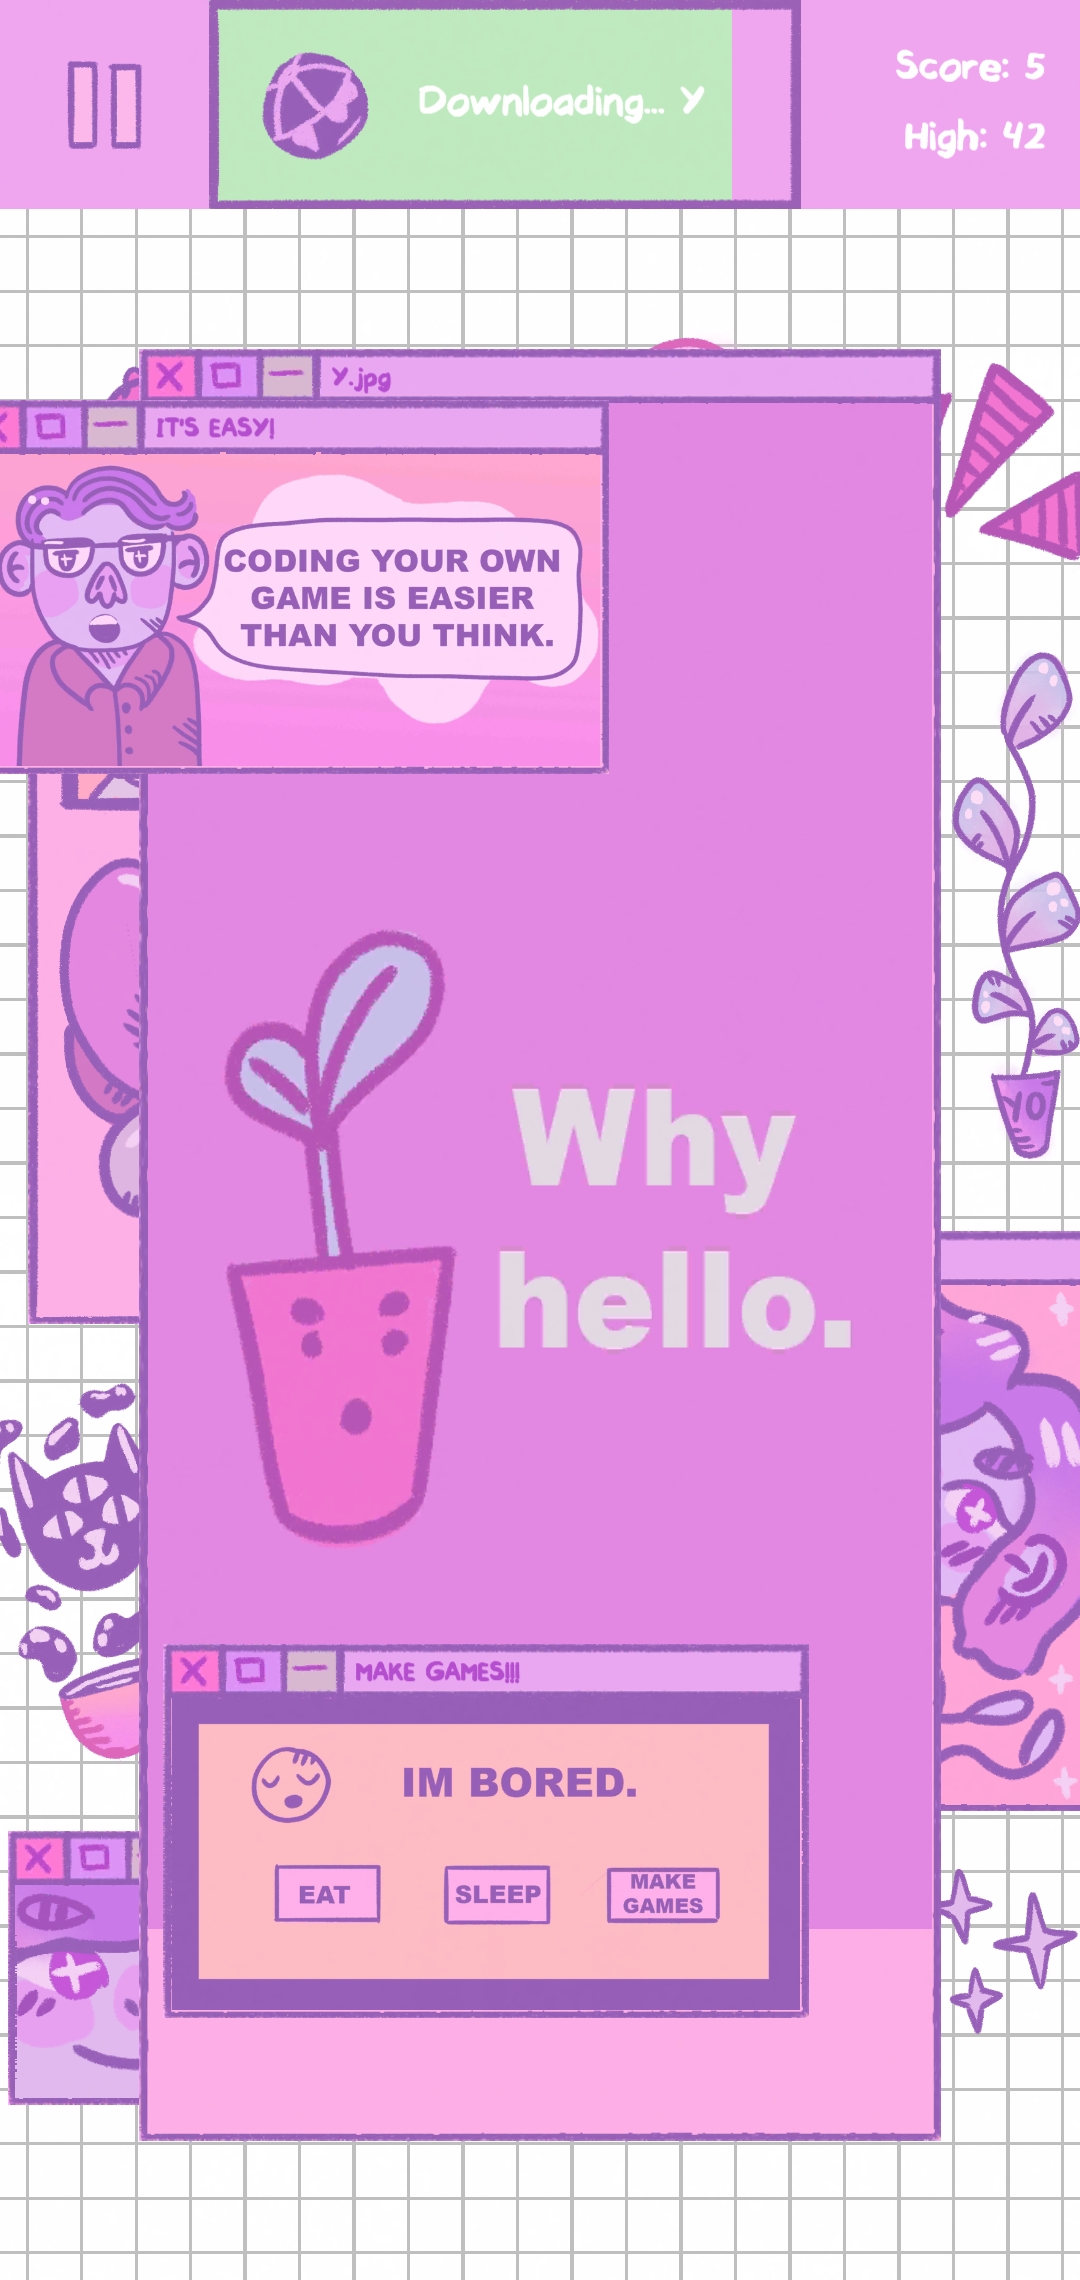 Downloading... Y
Score: 5
High: 42
Y.jpg
IT'S EASY!
CODING YOUR OWN
GAME IS EASIER
THAN YOU THINK.
YO
Why
hello.
MAKE GAMES!!!
IM BORED.
EAT
SLEEP
MAKE
GAMES